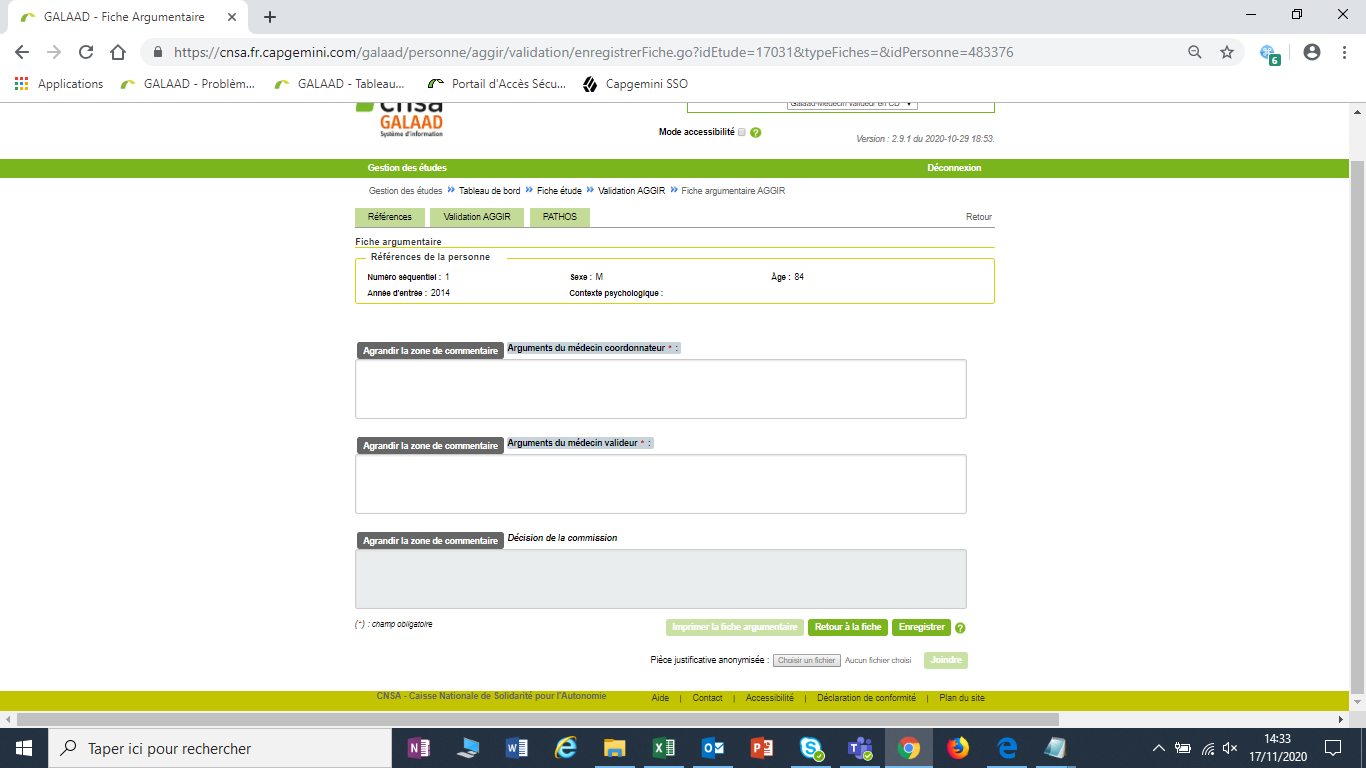 GALAAD - Fiche Argumentaire
https://cnsa.fr.capgemini.com/galaad/personne/aggir/validation/enregistrerFiche.go?idEtude=17031&typeFiches=&idPersonne=483376
6
Applications GALAAD - Problèm... GALAAD - Tableau... Portail d'Accès Sécu... Capgemini SSO
cnsa
GALAAD
Système d'information
Galaad-Médecin valideur en CD
Mode accessibilité ?
Version : 2.9.1 du 2020-10-29 18:53.
Gestion des études Déconnexion
Gestion des études Tableau de bord Fiche étude Validation AGGIR Fiche argumentaire AGGIR
Références Validation AGGIR PATHOS Retour
Fiche argumentaire
Références de la personne
Numéro séquentiel : 1 Sexe : M Âge : 84
Année d'entrée : 2014 Contexte psychologique :
Agrandir la zone de commentaire Arguments du médecin coordonnateur * :
Agrandir la zone de commentaire Arguments du médecin valideur * :
Agrandir la zone de commentaire Décision de la commission
(*) : champ obligatoire
Imprimer la fiche argumentaire Retour à la fiche Enregistrer ?
Pièce justificative anonymisée : Choisir un fichier Aucun fichier choisi Joindre
CNSA - Caisse Nationale de Solidarité pour l'Autonomie Aide | Contact | Accessibilité | Déclaration de conformité | Plan du site
Taper ici pour rechercher
14:33
17/11/2020